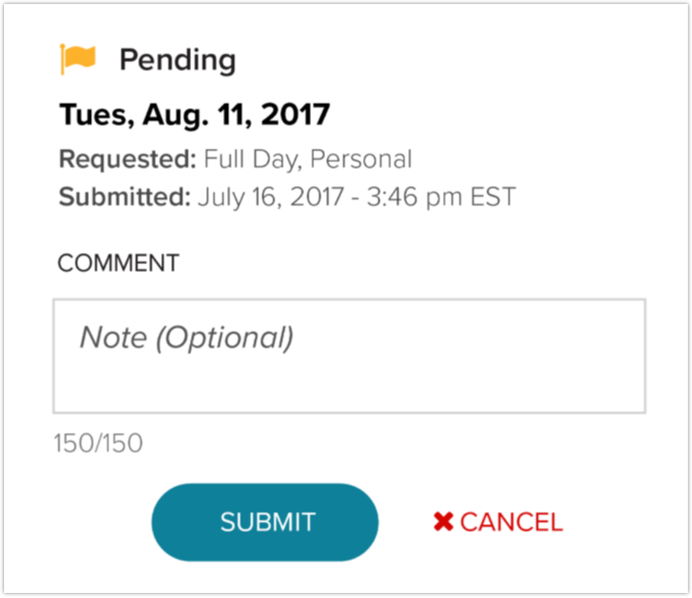 Pending
Tues, Aug. 11, 2017
Requested: Full Day, Personal
Submitted: July 16, 2017 - 3:46 pm EST
COMMENT
Note (Optional)
150/150
SUBMIT
CANCEL